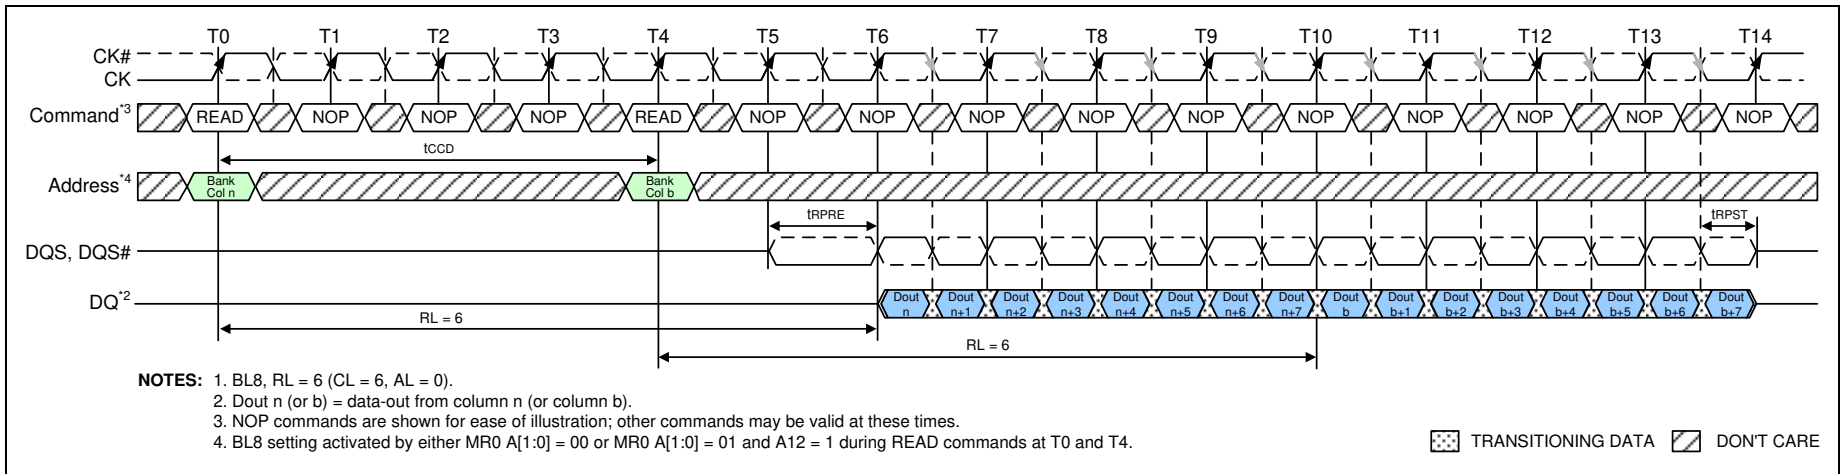 T0 T1 T2 T3 T4 T5 T6 T7 T8 T9 T10 T11 T12 T13 T14
CK#
CK
Command*3 READ NOP NOP NOP READ NOP NOP NOP NOP NOP NOP NOP NOP NOP NOP
tCCD
Address*4 Bank Col n Bank Col b
tRPRE tRPST
DQS, DQS#
DQ*2 Dout n Dout n+1 Dout n+2 Dout n+3 Dout n+4 Dout n+5 Dout n+6 Dout n+7 Dout b Dout b+1 Dout b+2 Dout b+3 Dout b+4 Dout b+5 Dout b+6 Dout b+7
RL = 6
RL = 6
NOTES: 1. BL8, RL = 6 (CL = 6, AL = 0).
2. Dout n (or b) = data-out from column n (or column b).
3. NOP commands are shown for ease of illustration; other commands may be valid at these times.
4. BL8 setting activated by either MR0 A[1:0] = 00 or MR0 A[1:0] = 01 and A12 = 1 during READ commands at T0 and T4.
TRANSITIONING DATA DON'T CARE